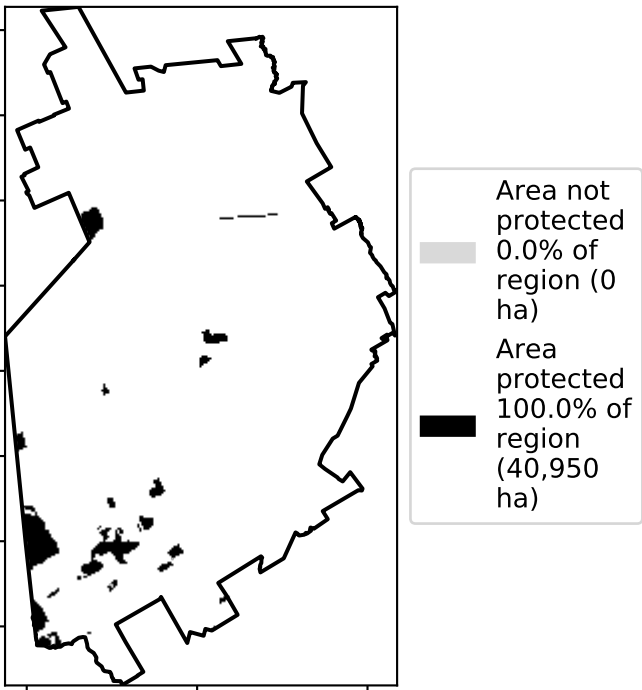 Area not
protected
0.0% of
region (0
ha)
Area
protected
100.0% of
region
(40,950
ha)